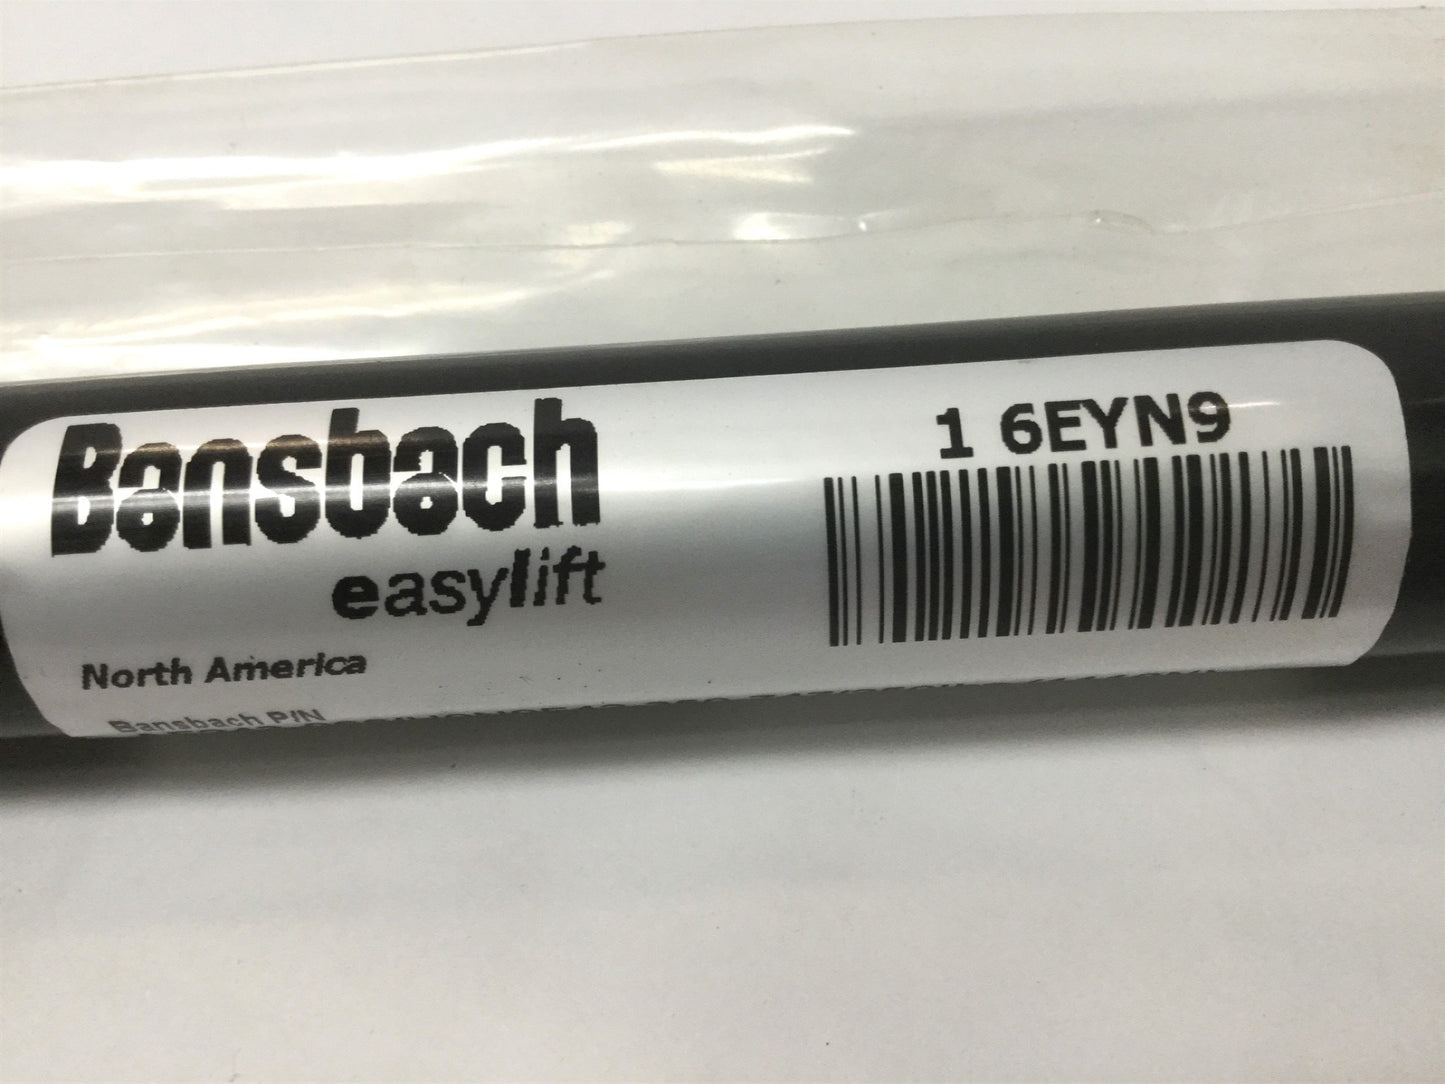 Bansbach
easylift
1 6EYN9
North America
Bansbach P/N